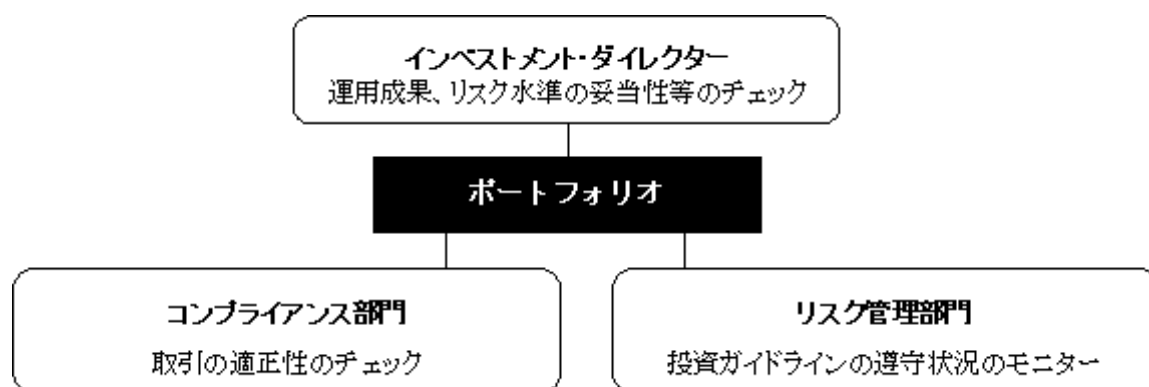 インベストメント・ダイレクター
運用成果、リスク水準の妥当性等のチェック
ポートフォリオ
コンプライアンス部門
取引の適正性のチェック
リスク管理部門
投資ガイドラインの遵守状況のモニター